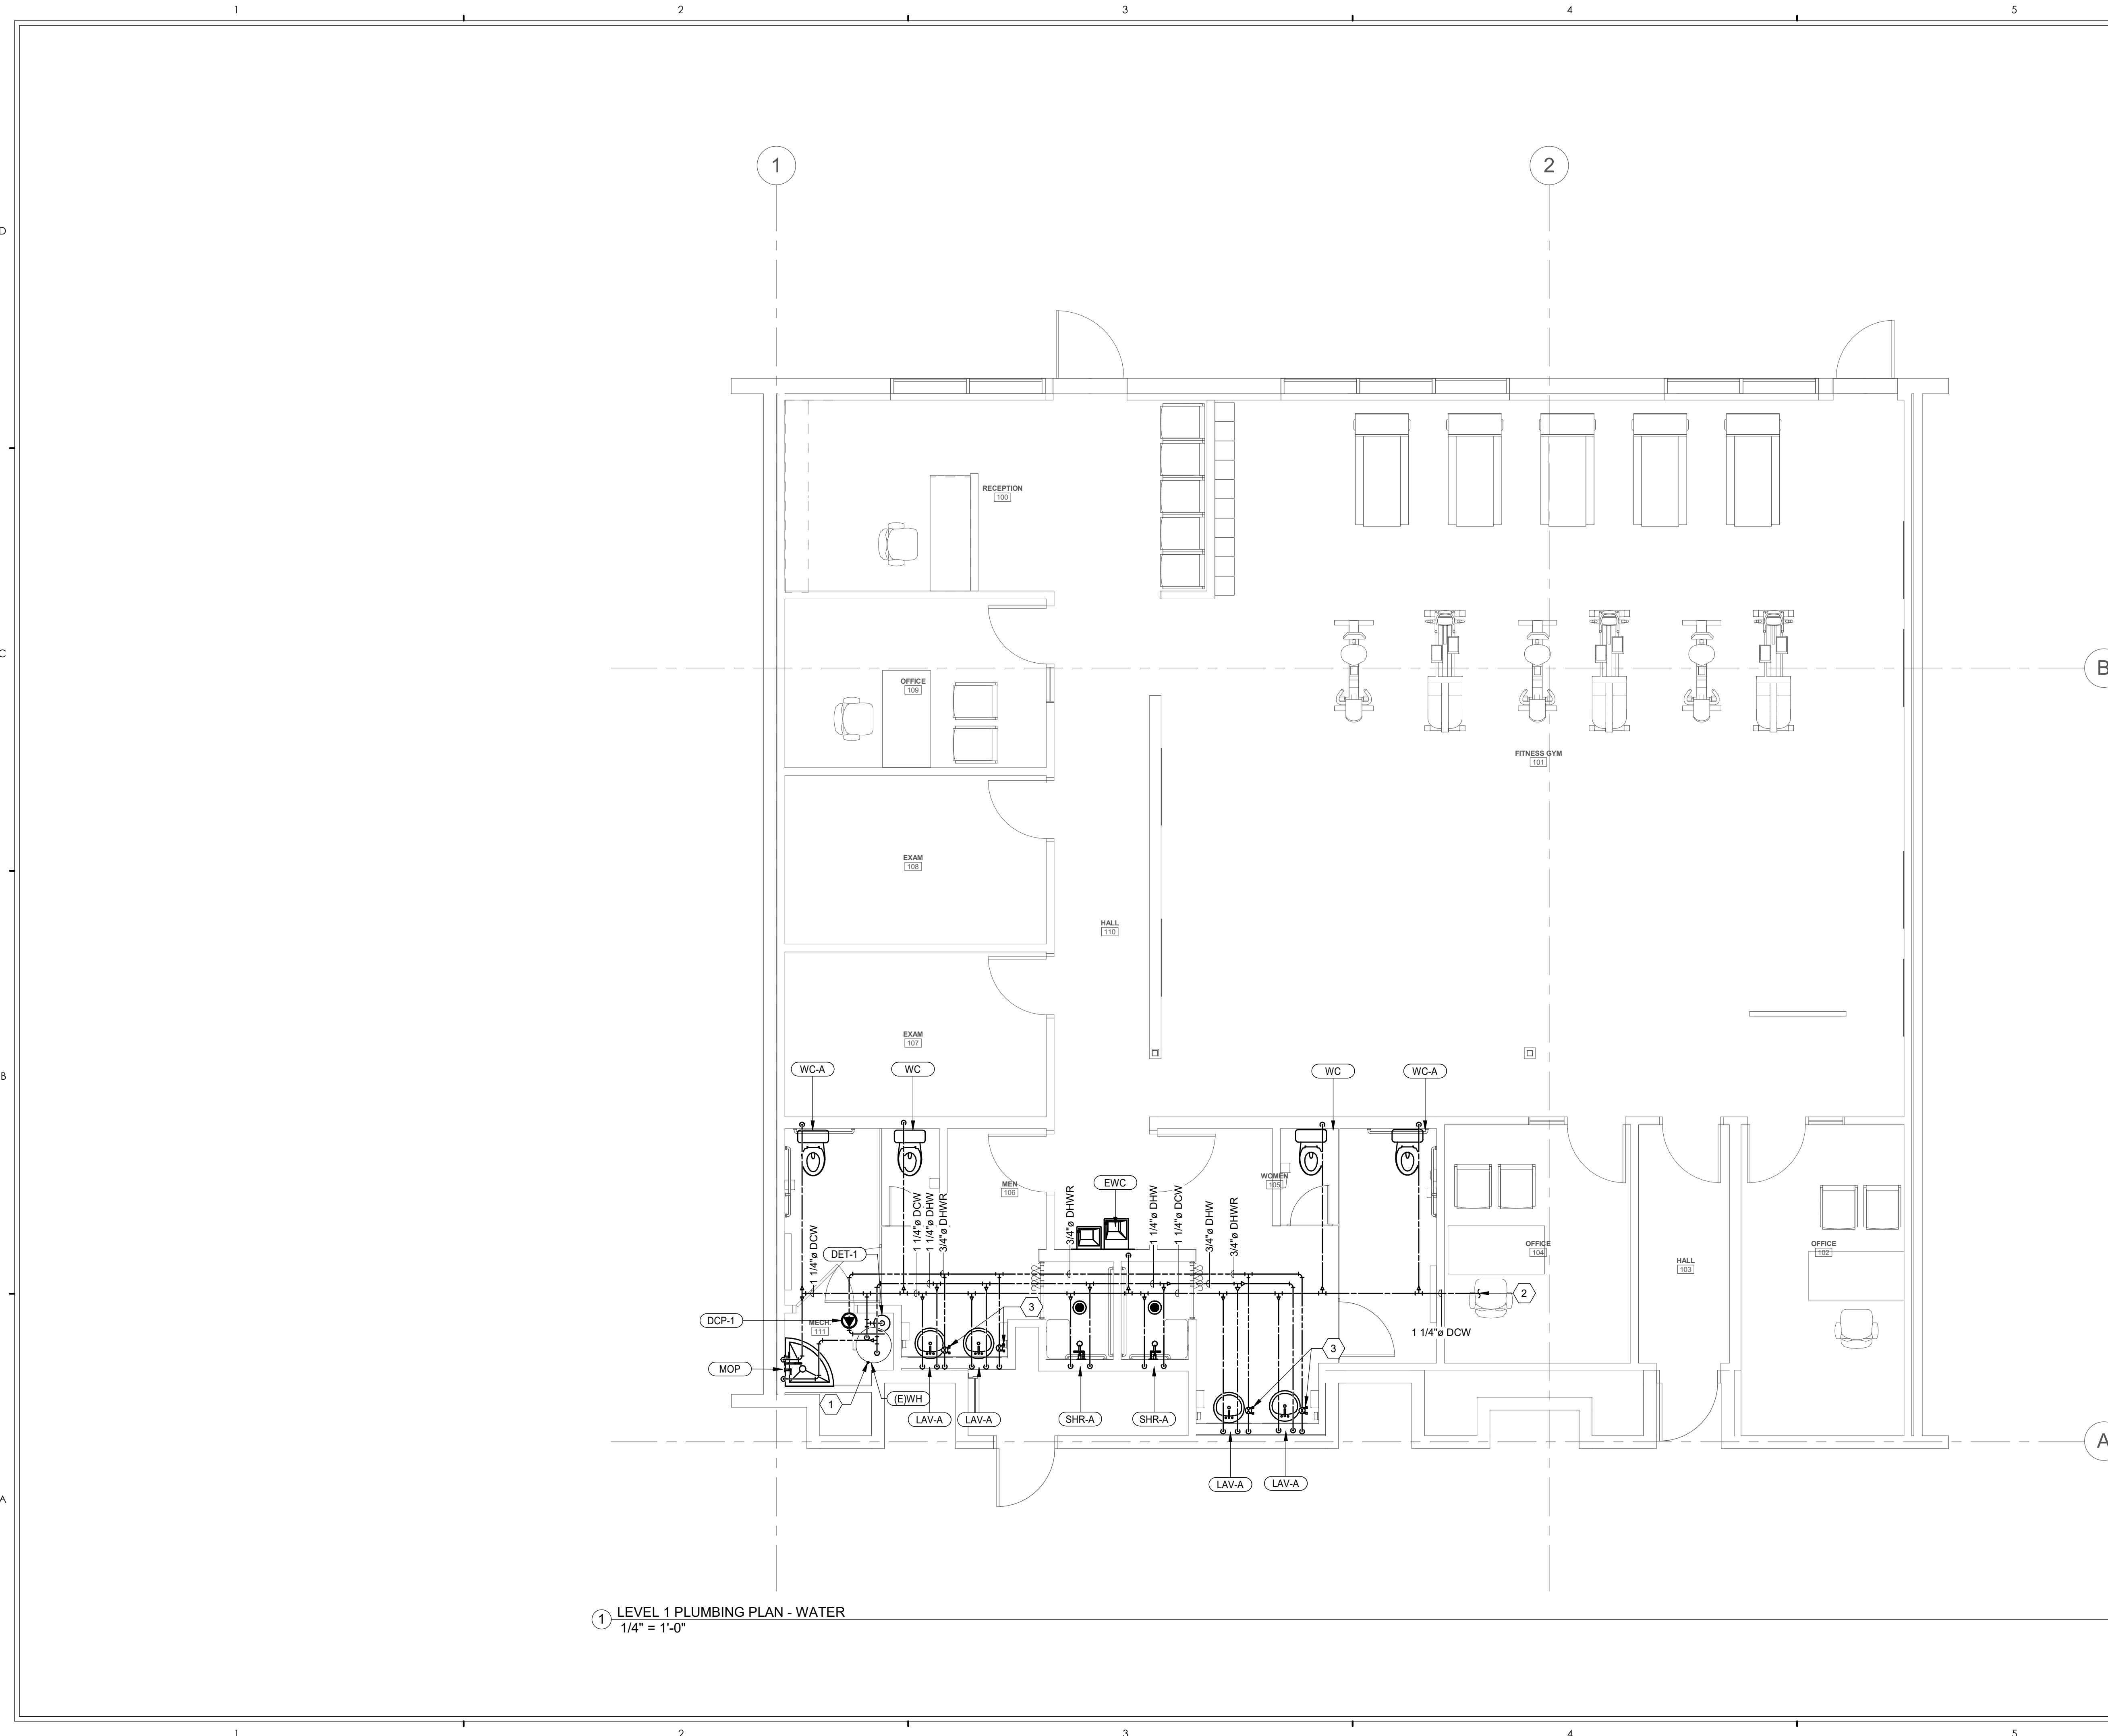 1 2 3 4 5
1 2
D
RECEPTION
100
C
OFFICE
109
B
FITNESS GYM
101
EXAM
108
HALL
110
EXAM
107
B
WC-A WC WC WC-A
MEN
106
EWC
WOMEN
105
1 1/4"ø DCW
1 1/4"ø DCW
1 1/4"ø DHW
3/4"ø DHWR
3/4"ø DHWR
1 1/4"ø DHW
1 1/4"ø DCW
3/4"ø DHW
3/4"ø DHWR
DET-1
OFFICE
104
HALL
103
OFFICE
102
2
3
DCP-1
MECH.
111
1 1/4"ø DCW
3
MOP
1
(E)WH
LAV-A LAV-A SHR-A SHR-A
A
LAV-A LAV-A
A
1 LEVEL 1 PLUMBING PLAN - WATER
1/4" = 1'-0"
1 2 3 4 5